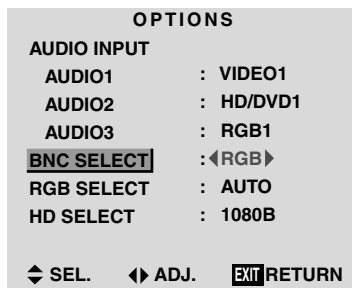 OPTIONS
AUDIO INPUT
AUDIO1 : VIDEO1
AUDIO2 : HD/DVD1
AUDIO3 : RGB1
BNC SELECT :◀RGB▶
RGB SELECT : AUTO
HD SELECT : 1080B
▲▼ SEL. ◀▶ ADJ. EXIT RETURN